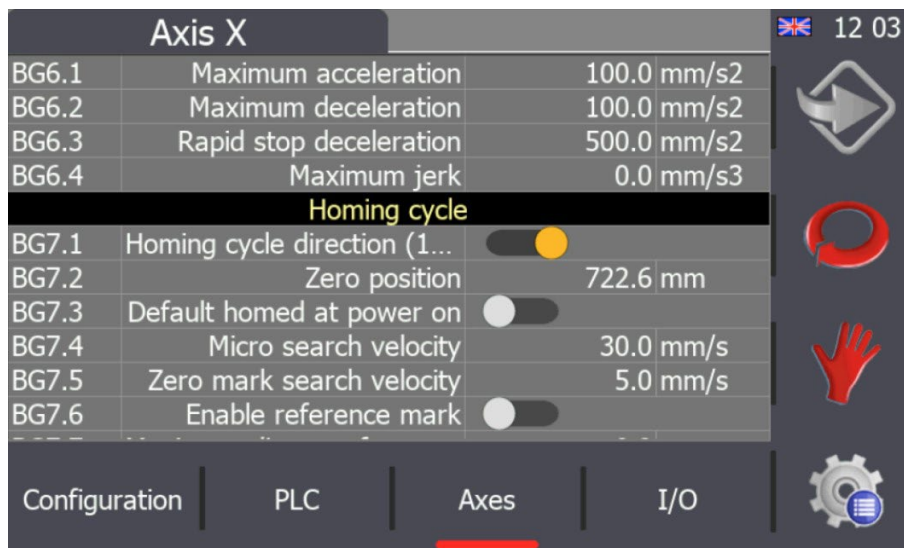 Axis X
12 03
BG6.1 Maximum acceleration 100.0 mm/s2
BG6.2 Maximum deceleration 100.0 mm/s2
BG6.3 Rapid stop deceleration 500.0 mm/s2
BG6.4 Maximum jerk 0.0 mm/s3
Homing cycle
BG7.1 Homing cycle direction (1...
BG7.2 Zero position 722.6 mm
BG7.3 Default homed at power on
BG7.4 Micro search velocity 30.0 mm/s
BG7.5 Zero mark search velocity 5.0 mm/s
BG7.6 Enable reference mark
Configuration PLC Axes I/O